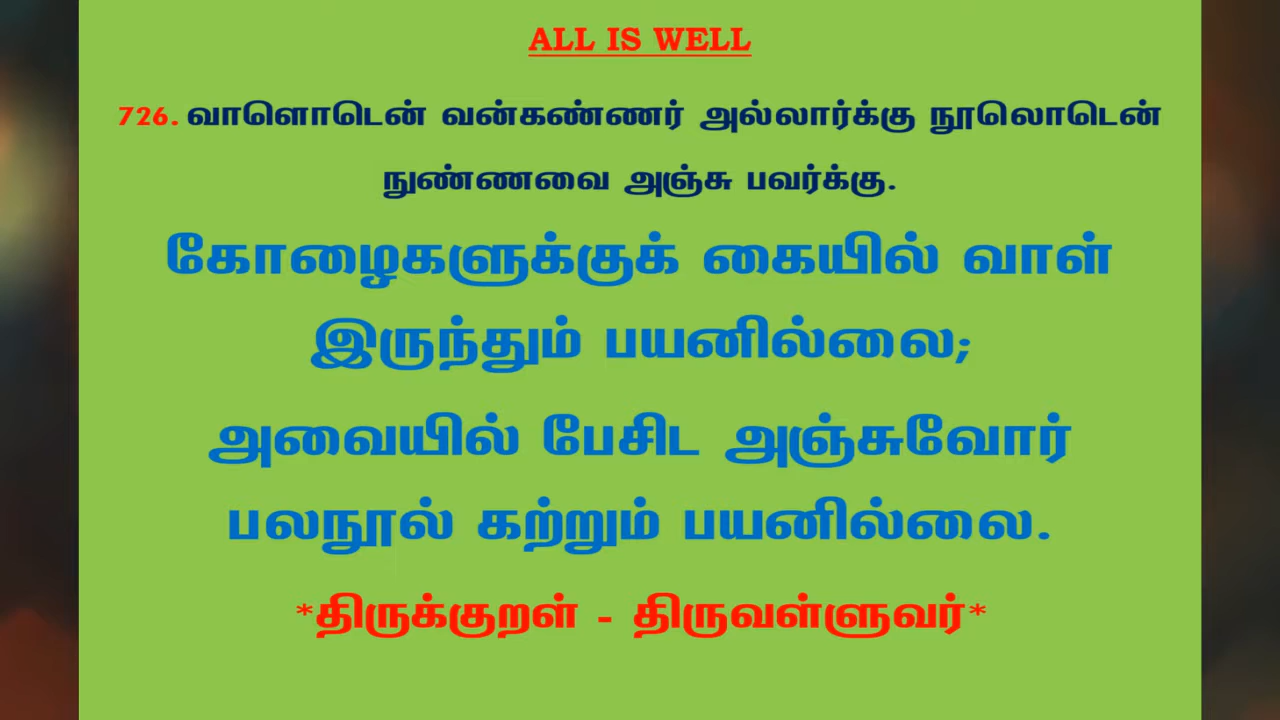 ALL IS WELL
726. வாளொடென் வன்கண்ணர் அல்லார்க்கு நூலொடென்
நுண்ணவை அஞ்சு பவர்க்கு.
கோழைகளுக்குக் கையில் வாள்
இருந்தும் பயனில்லை;
அவையில் பேசிட அஞ்சுவோர்
பலநூல் கற்றும் பயனில்லை.
*திருக்குறள் - திருவள்ளுவர்*